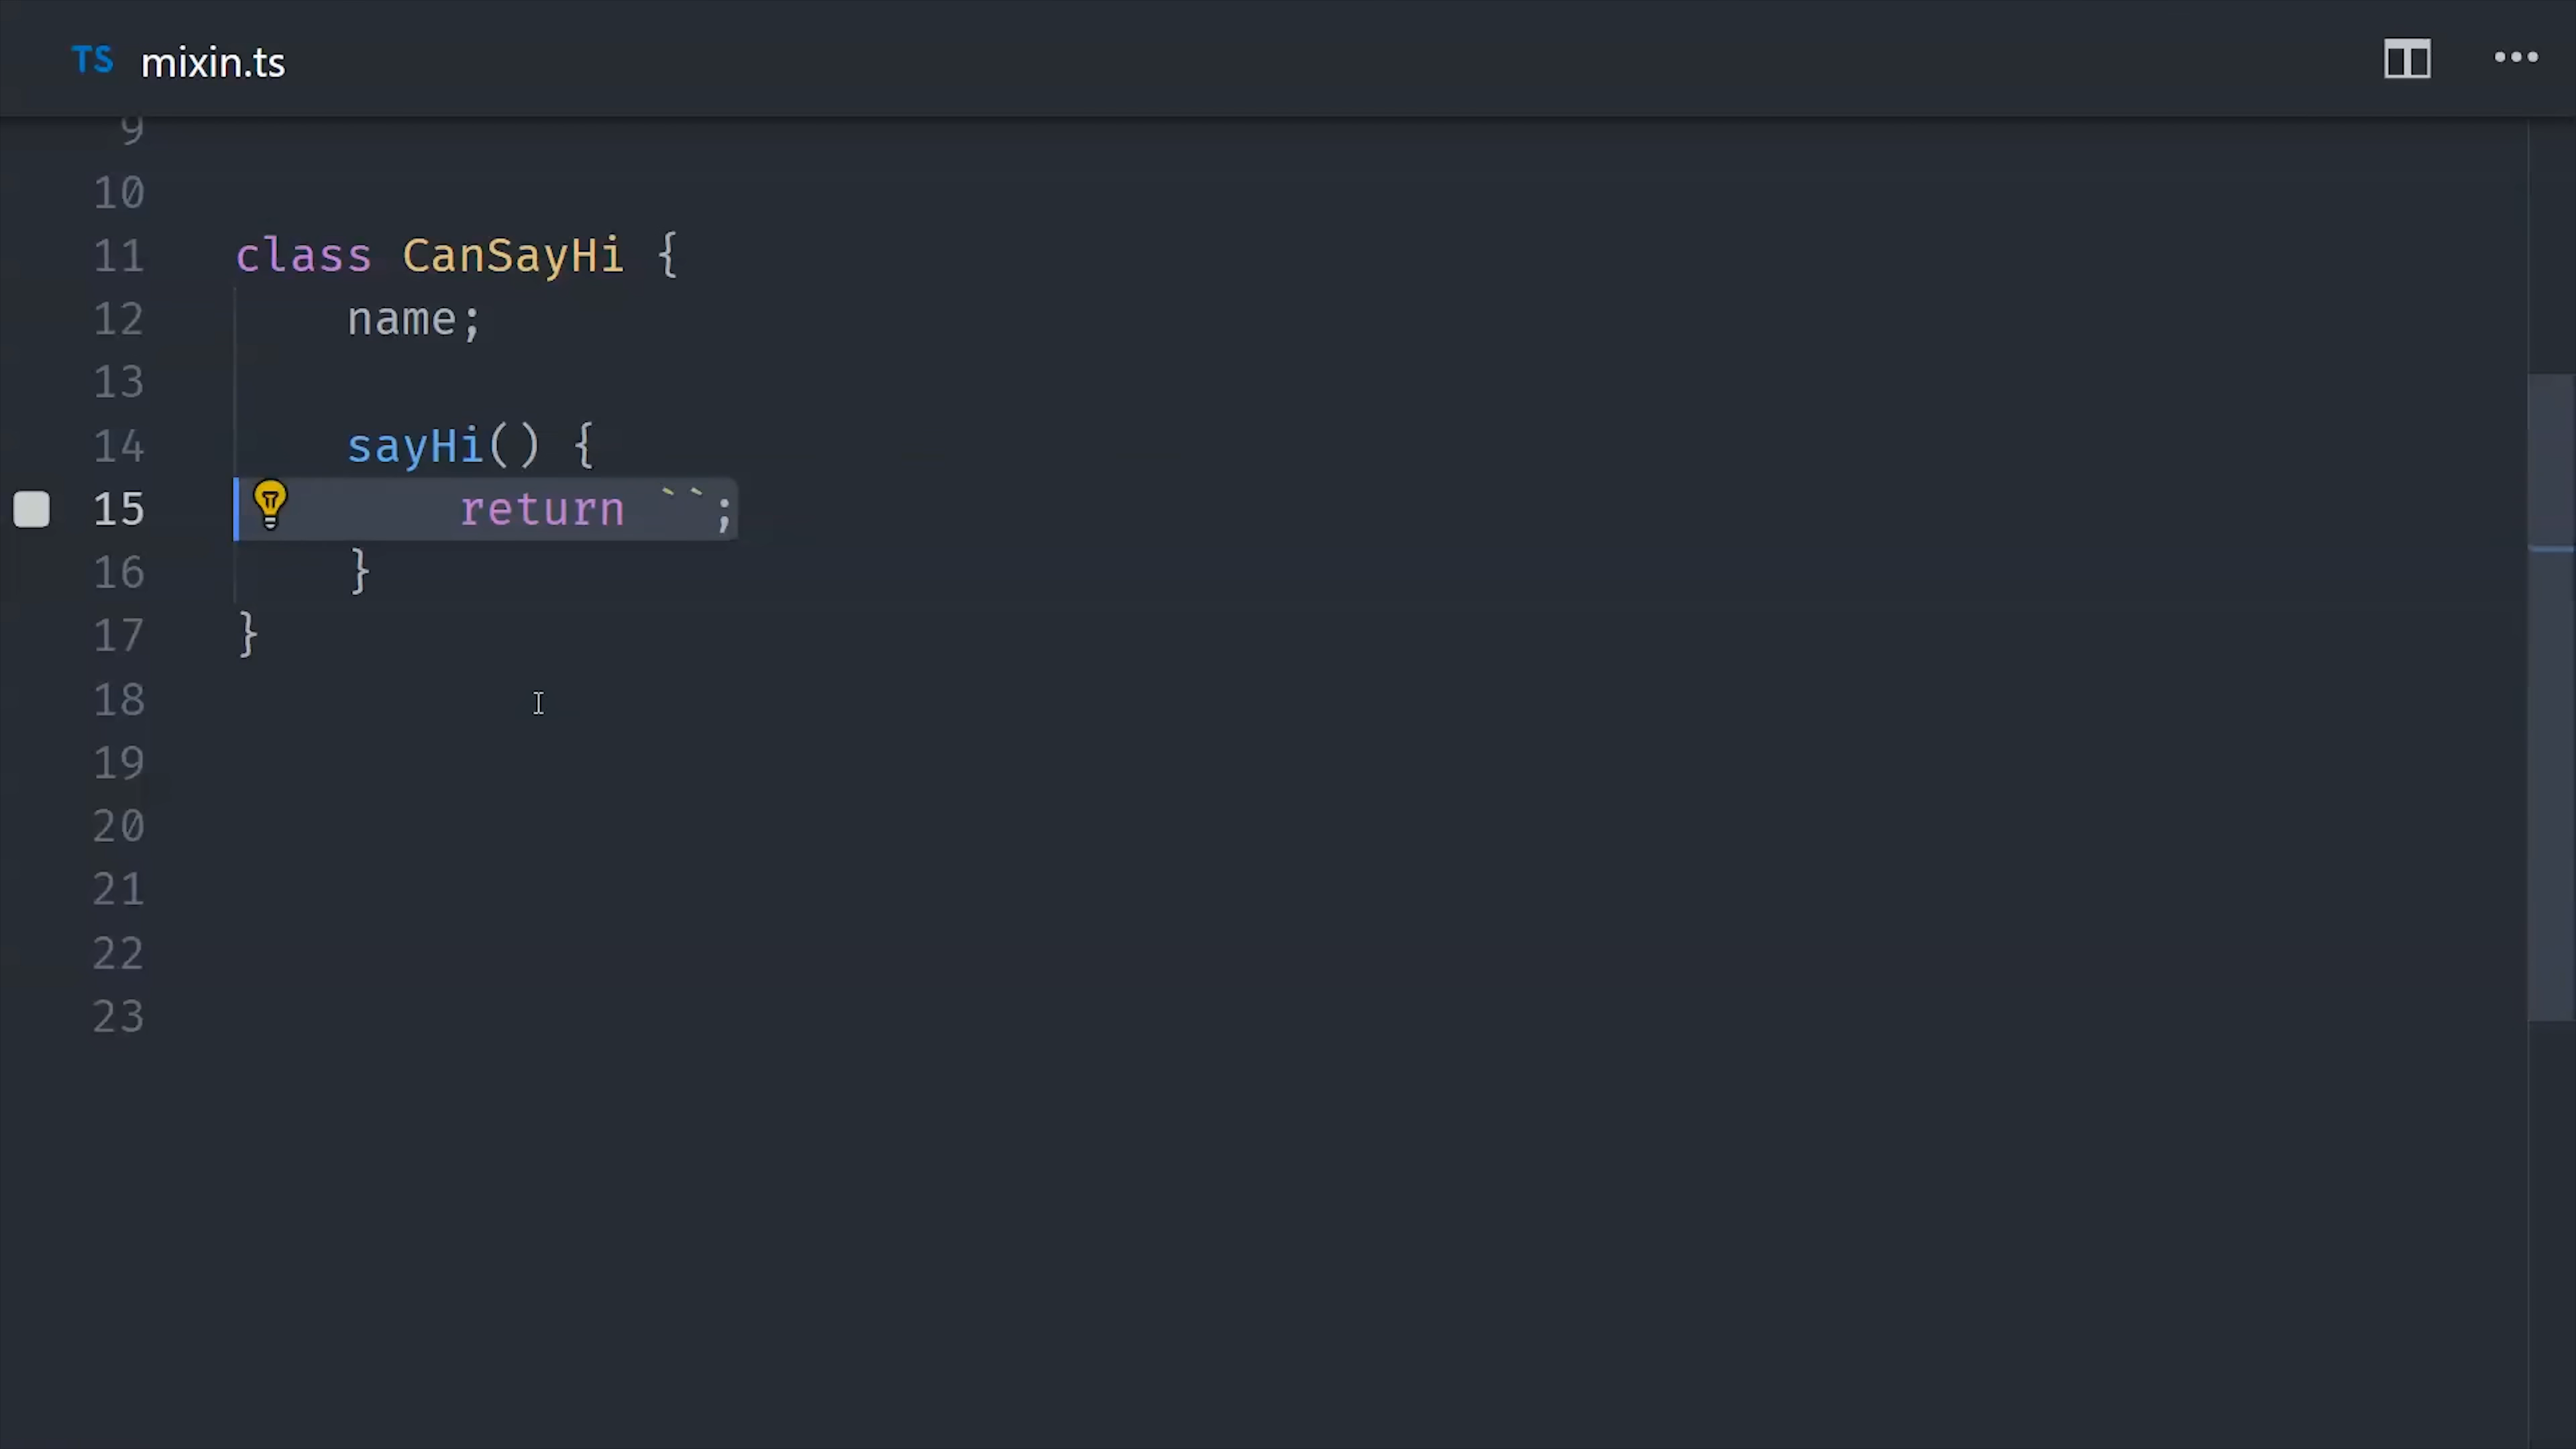 TS mixin.ts
9
10
11 class CanSayHi {
12 name;
13
14 sayHi() {
15 return ``;
16 }
17 }
18
19
20
21
22
23